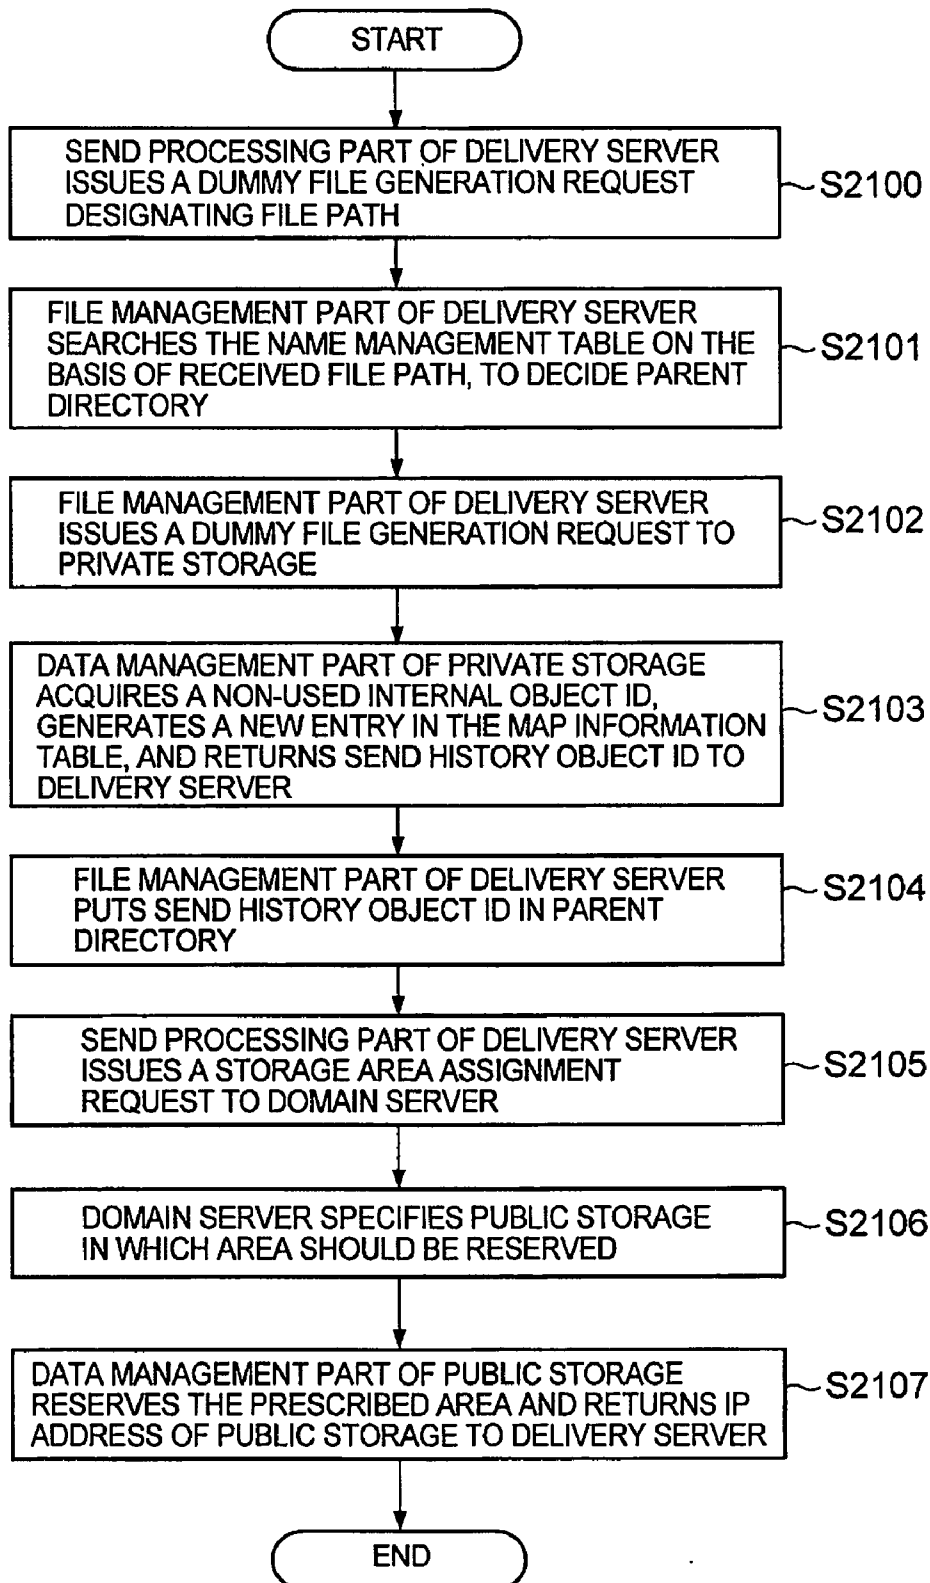 START
SEND PROCESSING PART OF DELIVERY SERVER
ISSUES A DUMMY FILE GENERATION REQUEST
DESIGNATING FILE PATH
S2100
FILE MANAGEMENT PART OF DELIVERY SERVER
SEARCHES THE NAME MANAGEMENT TABLE ON THE
BASIS OF RECEIVED FILE PATH, TO DECIDE PARENT
DIRECTORY
S2101
FILE MANAGEMENT PART OF DELIVERY SERVER
ISSUES A DUMMY FILE GENERATION REQUEST TO
PRIVATE STORAGE
S2102
DATA MANAGEMENT PART OF PRIVATE STORAGE
ACQUIRES A NON-USED INTERNAL OBJECT ID,
GENERATES A NEW ENTRY IN THE MAP INFORMATION
TABLE, AND RETURNS SEND HISTORY OBJECT ID TO
DELIVERY SERVER
S2103
FILE MANAGEMENT PART OF DELIVERY SERVER
PUTS SEND HISTORY OBJECT ID IN PARENT
DIRECTORY
S2104
SEND PROCESSING PART OF DELIVERY SERVER
ISSUES A STORAGE AREA ASSIGNMENT
REQUEST TO DOMAIN SERVER
S2105
DOMAIN SERVER SPECIFIES PUBLIC STORAGE
IN WHICH AREA SHOULD BE RESERVED
S2106
DATA MANAGEMENT PART OF PUBLIC STORAGE
RESERVES THE PRESCRIBED AREA AND RETURNS IP
ADDRESS OF PUBLIC STORAGE TO DELIVERY SERVER
S2107
END